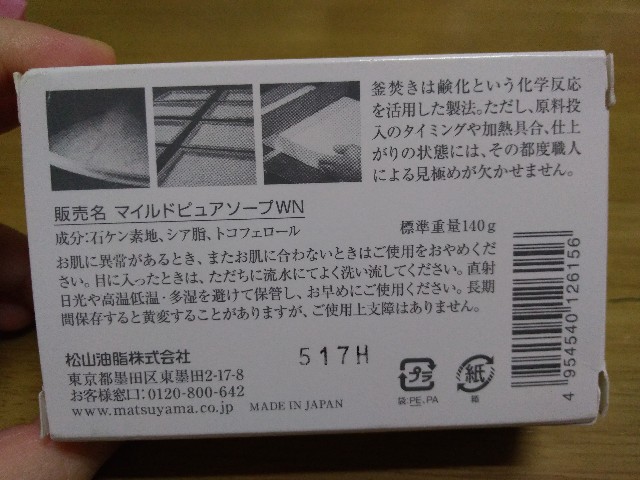 釜焚きは鹸化という化学反応
を活用した製法。ただし、原料投
入のタイミングや加熱具合、仕上
がりの状態には、その都度職人
による見極めが欠かせません。
販売名 マイルドピュアソープWN
成分:石ケン素地、シア脂、トコフェロール
標準重量140g
お肌に異常があるとき、またお肌に合わないときはご使用をおやめくだ
さい。目に入ったときは、ただちに流水にてよく洗い流してください。直射
日光や高温低温・多湿を避けて保管し、お早めにご使用ください。長期
間保存すると黄変することがありますが、ご使用上支障はありません。
松山油脂株式会社
東京都墨田区東墨田2-17-8
お客様窓口:0120-800-642
www.matsuyama.co.jp
MADE IN JAPAN
517H
プラ
袋:PE、PA
紙
箱
4 954540 126156